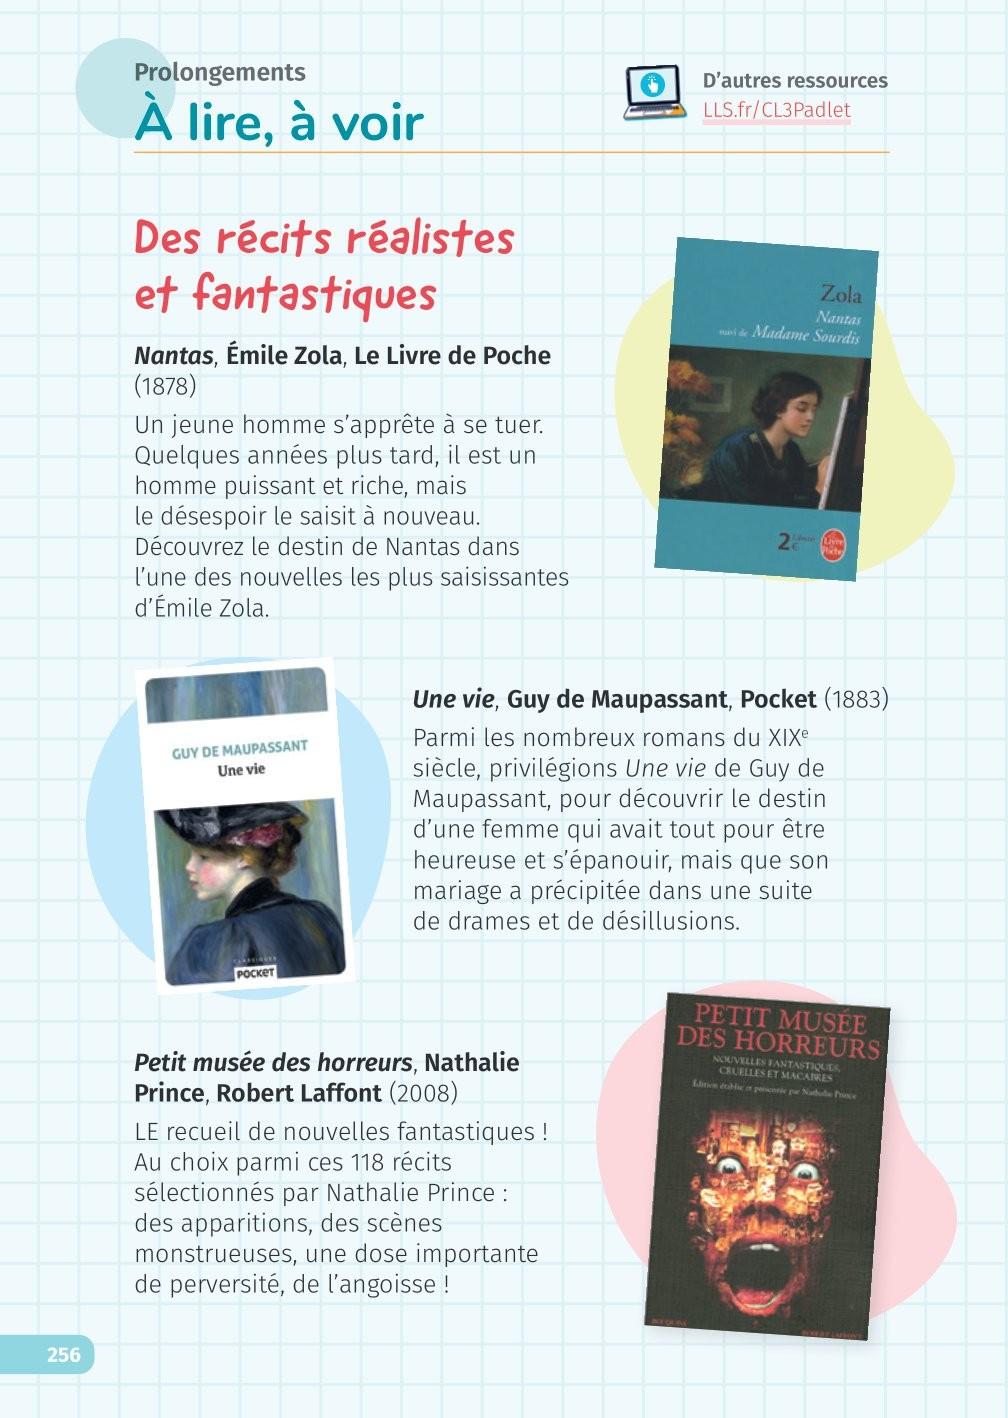 Prolongements
À lire, à voir
D'autres ressources
LLS.fr/CL3Padlet
Des récits réalistes
et fantastiques
Nantas, Émile Zola, Le Livre de Poche
(1878)
Un jeune homme s'apprête à se tuer.
Quelques années plus tard, il est un
homme puissant et riche, mais
le désespoir le saisit à nouveau.
Découvrez le destin de Nantas dans
l'une des nouvelles les plus saisissantes
d'Émile Zola.
Zola
Nantas
suivi de Madame Sourdis
2€
Le Livre de Poche
GUY DE MAUPASSANT
Une vie
CLASSIQUES
POCKET
Une vie, Guy de Maupassant, Pocket (1883)
Parmi les nombreux romans du XIXe
siècle, privilégions Une vie de Guy de
Maupassant, pour découvrir le destin
d'une femme qui avait tout pour être
heureuse et s'épanouir, mais que son
mariage a précipitée dans une suite
de drames et de désillusions.
Petit musée des horreurs, Nathalie
Prince, Robert Laffont (2008)
LE recueil de nouvelles fantastiques !
Au choix parmi ces 118 récits
sélectionnés par Nathalie Prince :
des apparitions, des scènes
monstrueuses, une dose importante
de perversité, de l'angoisse !
PETIT MUSÉE
DES HORREURS
NOUVELLES FANTASTIQUES,
CRUELLES ET MACABRES
Édition établie et présentée par Nathalie Prince
BOUQUINS
ROBERT LAFFONT
256